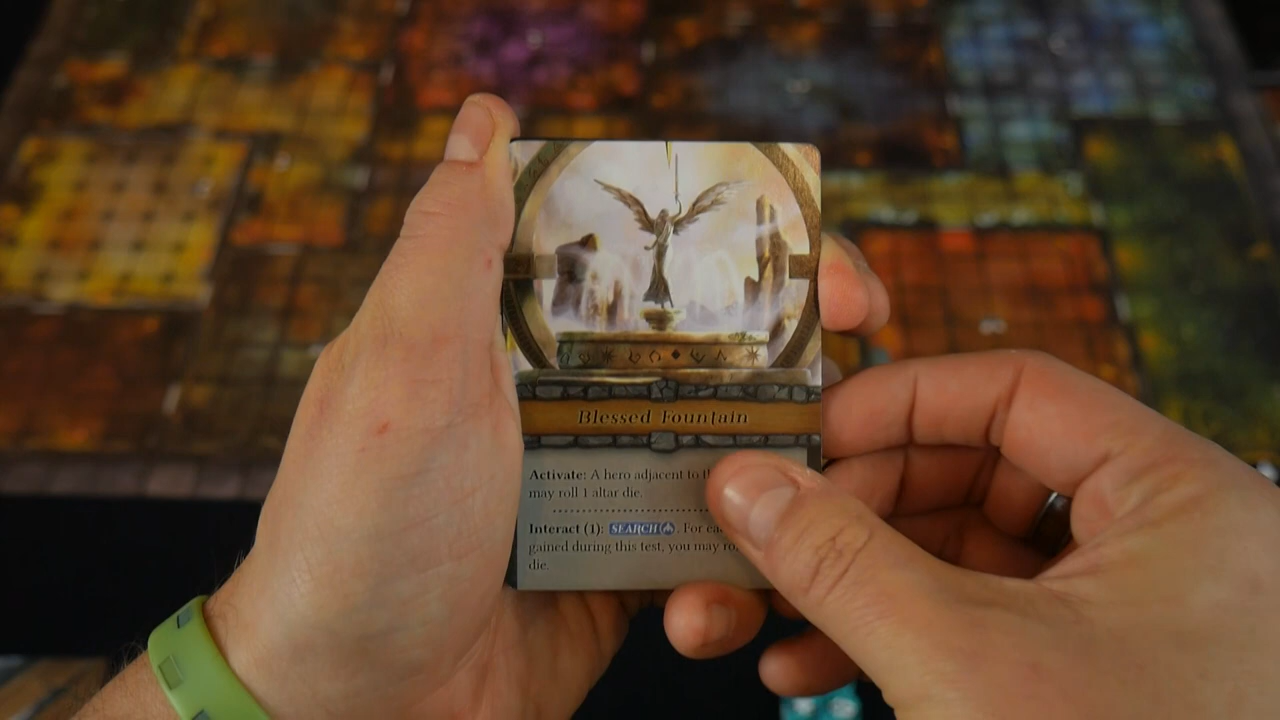 Blessed Fountain
Activate: A hero adjacent to
may roll 1 altar die.
Interact (1): SEARCH . For
gained during this test, you may
die.